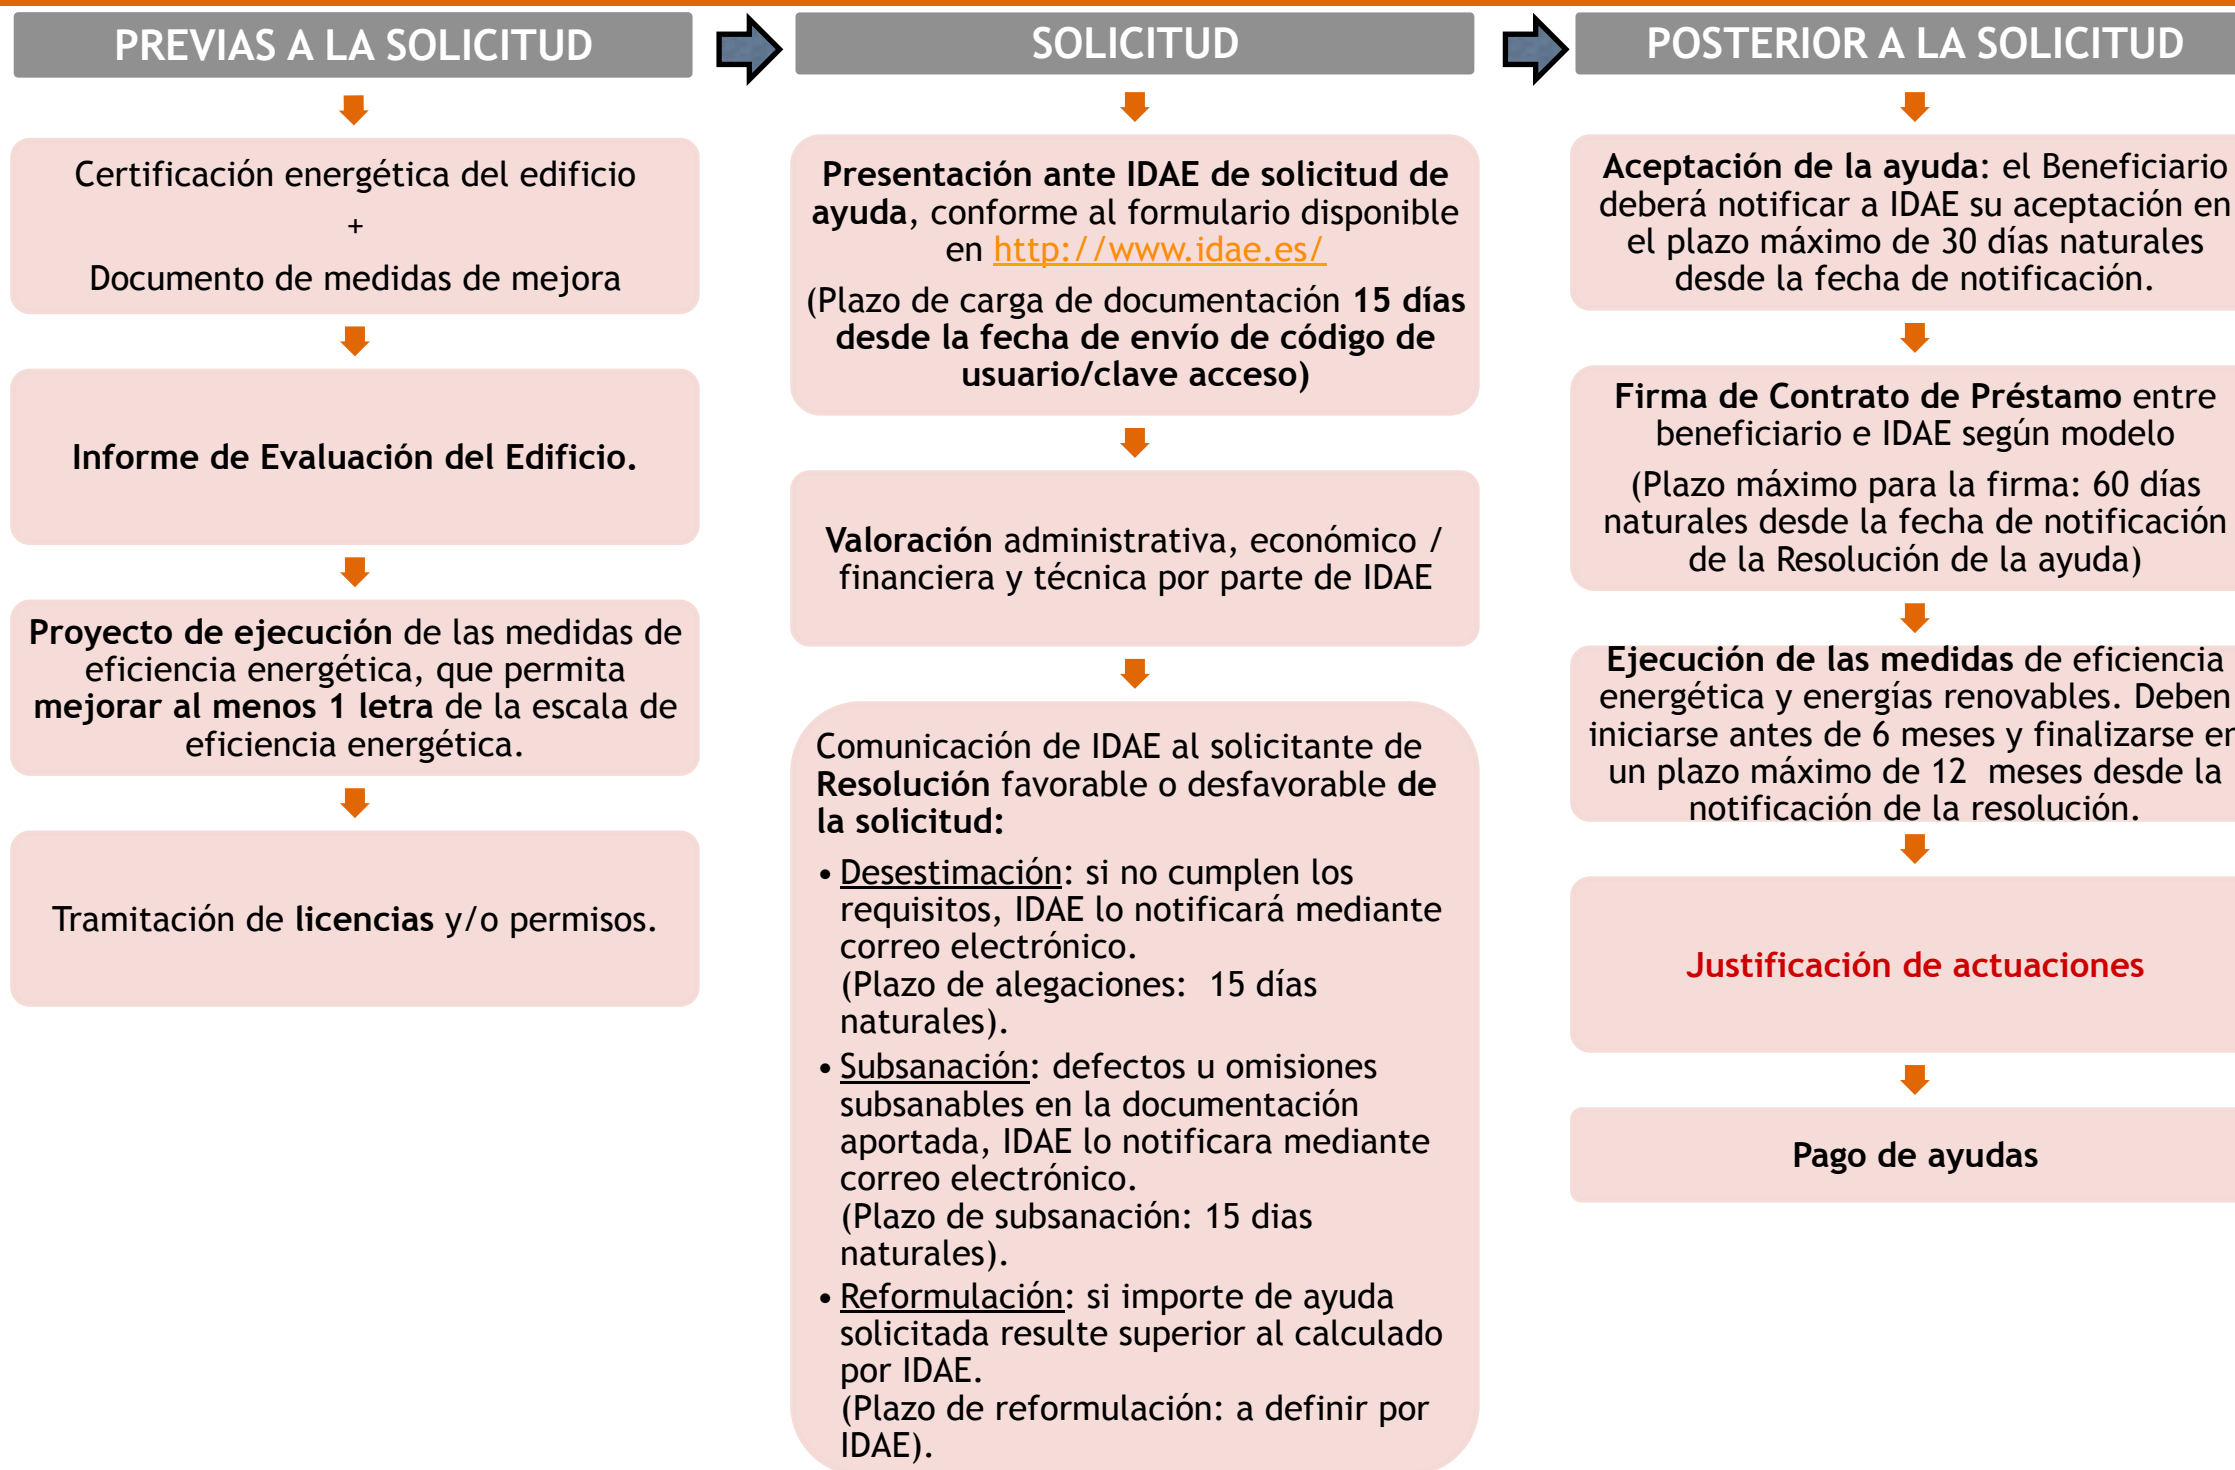 PREVIAS A LA SOLICITUD
Certificación energética del edificio
+
Documento de medidas de mejora
Informe de Evaluación del Edificio.
Proyecto de ejecución de las medidas de
eficiencia energética, que permita
mejorar al menos 1 letra de la escala de
eficiencia energética.
Tramitación de licencias y/o permisos.
SOLICITUD
Presentación ante IDAE de solicitud de
ayuda, conforme al formulario disponible
en http://www.idae.es/
(Plazo de carga de documentación 15 días
desde la fecha de envío de código de
usuario/clave acceso)
Valoración administrativa, económico /
financiera y técnica por parte de IDAE
Comunicación de IDAE al solicitante de
Resolución favorable o desfavorable de
la solicitud:
• Desestimación: si no cumplen los
requisitos, IDAE lo notificará mediante
correo electrónico.
(Plazo de alegaciones:  15 días
naturales).
• Subsanación: defectos u omisiones
subsanables en la documentación
aportada, IDAE lo notificara mediante
correo electrónico.
(Plazo de subsanación: 15 dias
naturales).
• Reformulación: si importe de ayuda
solicitada resulte superior al calculado
por IDAE.
(Plazo de reformulación: a definir por
IDAE).
POSTERIOR A LA SOLICITUD
Aceptación de la ayuda: el Beneficiario
deberá notificar a IDAE su aceptación en
el plazo máximo de 30 días naturales
desde la fecha de notificación.
Firma de Contrato de Préstamo entre
beneficiario e IDAE según modelo
(Plazo máximo para la firma: 60 días
naturales desde la fecha de notificación
de la Resolución de la ayuda)
Ejecución de las medidas de eficiencia
energética y energías renovables. Deben
iniciarse antes de 6 meses y finalizarse en
un plazo máximo de 12  meses desde la
notificación de la resolución.
Justificación de actuaciones
Pago de ayudas